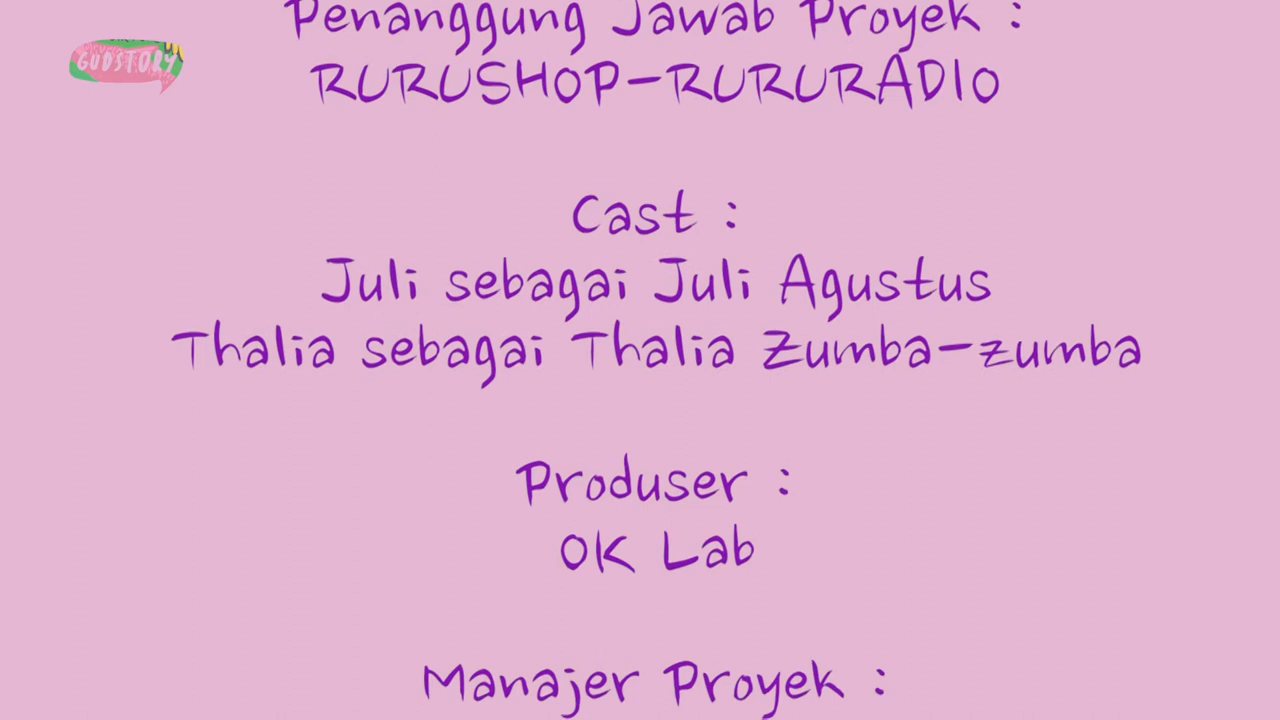 Penanggung Jawab Proyek :
GUDSTORY
RURUSHOP-RURURADIO
Cast :
Juli sebagai Juli Agustus
Thalia sebagai Thalia Zumba-zumba
Produser :
OK Lab
Manajer Proyek :